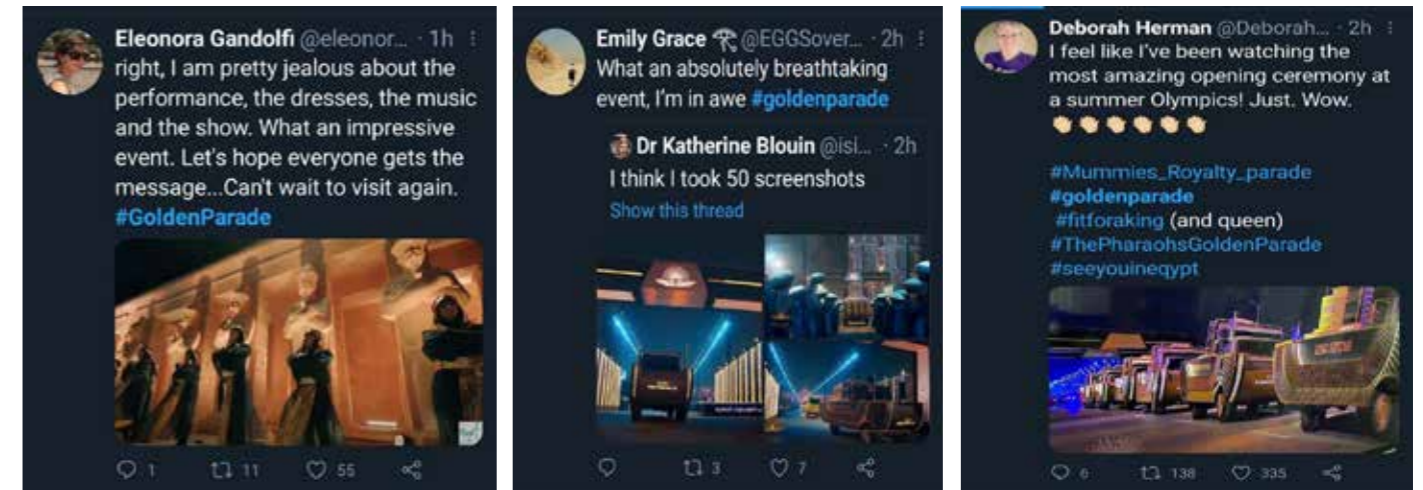 Eleonora Gandolfi @eleonor... · 1h
right, I am pretty jealous about the
performance, the dresses, the music
and the show. What an impressive
event. Let's hope everyone gets the
message...Can't wait to visit again.
#GoldenParade
1 11 55
Emily Grace @EGGSover... · 2h
What an absolutely breathtaking
event, I'm in awe #goldenparade
Dr Katherine Blouin @isi... · 2h
I think I took 50 screenshots
Show this thread
3 7
Deborah Herman @Deborah... · 2h
I feel like I've been watching the
most amazing opening ceremony at
a summer Olympics! Just. Wow.
👏🏼👏🏼👏🏼👏🏼👏🏼👏🏼
#Mummies_Royalty_parade
#goldenparade
#fitforaking (and queen)
#ThePharaohsGoldenParade
#seeyouineqypt
6 138 335